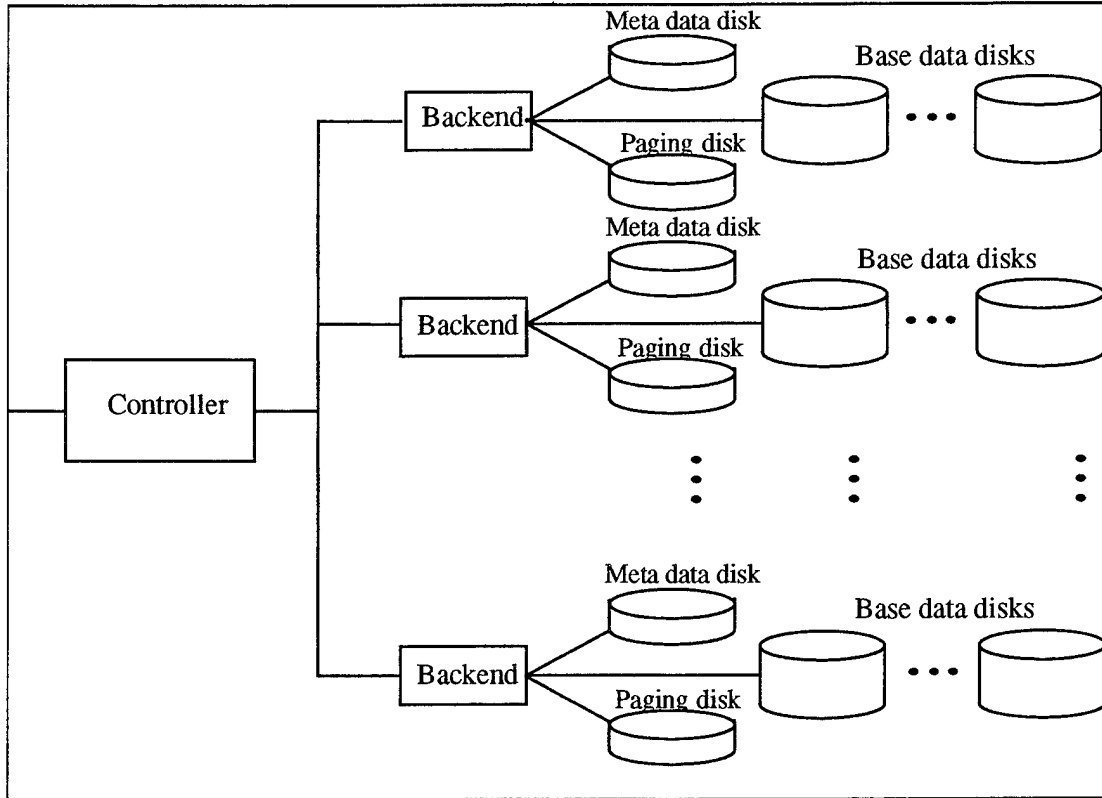 Meta data disk
Base data disks
Backend
Paging disk
Meta data disk
Base data disks
Backend
Paging disk
Controller
Meta data disk
Base data disks
Backend
Paging disk